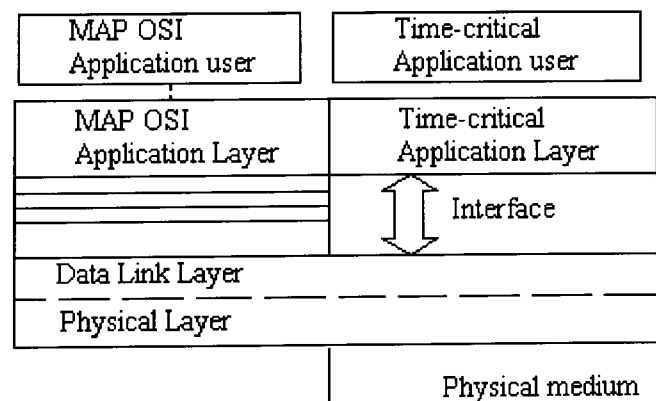 MAP OSI
Application user
Time-critical
Application user
MAP OSI
Application Layer
Time-critical
Application Layer
Interface
Data Link Layer
Physical Layer
Physical medium